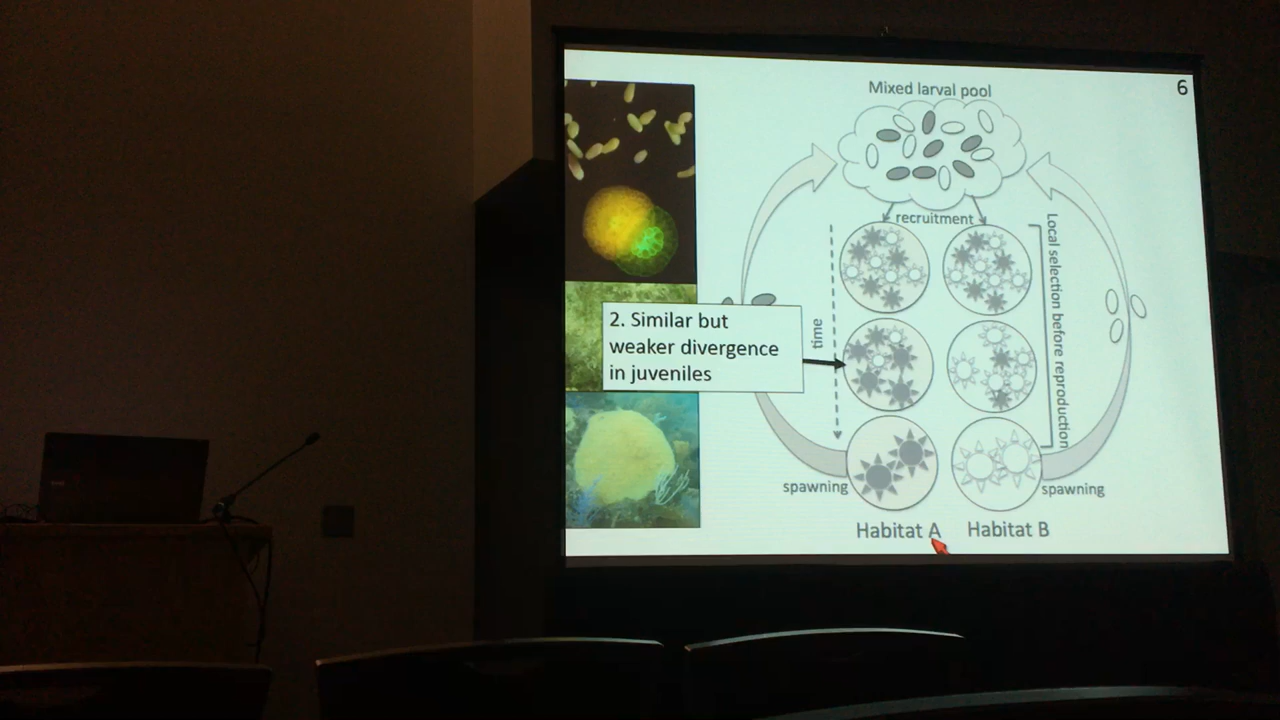 6
Mixed larval pool
recruitment
2. Similar but
weaker divergence
in juveniles
time
Local selection before reproduction
spawning
spawning
Habitat A
Habitat B